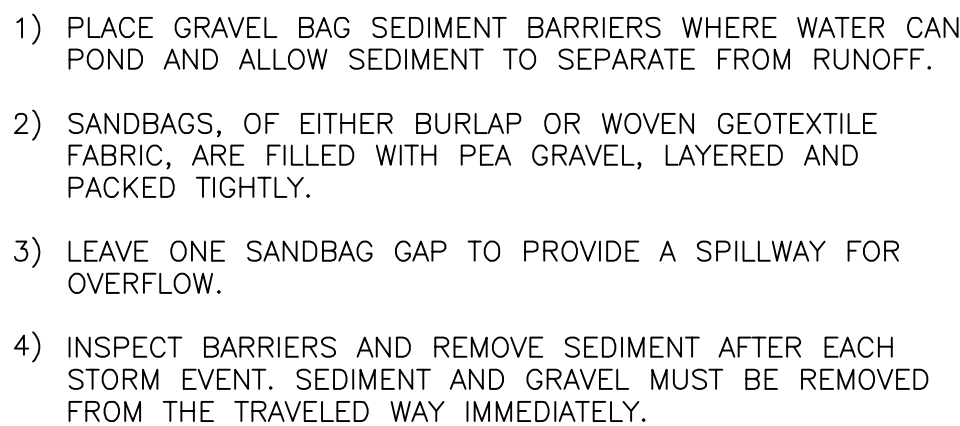 1) PLACE GRAVEL BAG SEDIMENT BARRIERS WHERE WATER CAN
POND AND ALLOW SEDIMENT TO SEPARATE FROM RUNOFF.
2) SANDBAGS, OF EITHER BURLAP OR WOVEN GEOTEXTILE
FABRIC, ARE FILLED WITH PEA GRAVEL, LAYERED AND
PACKED TIGHTLY.
3) LEAVE ONE SANDBAG GAP TO PROVIDE A SPILLWAY FOR
OVERFLOW.
4) INSPECT BARRIERS AND REMOVE SEDIMENT AFTER EACH
STORM EVENT. SEDIMENT AND GRAVEL MUST BE REMOVED
FROM THE TRAVELED WAY IMMEDIATELY.